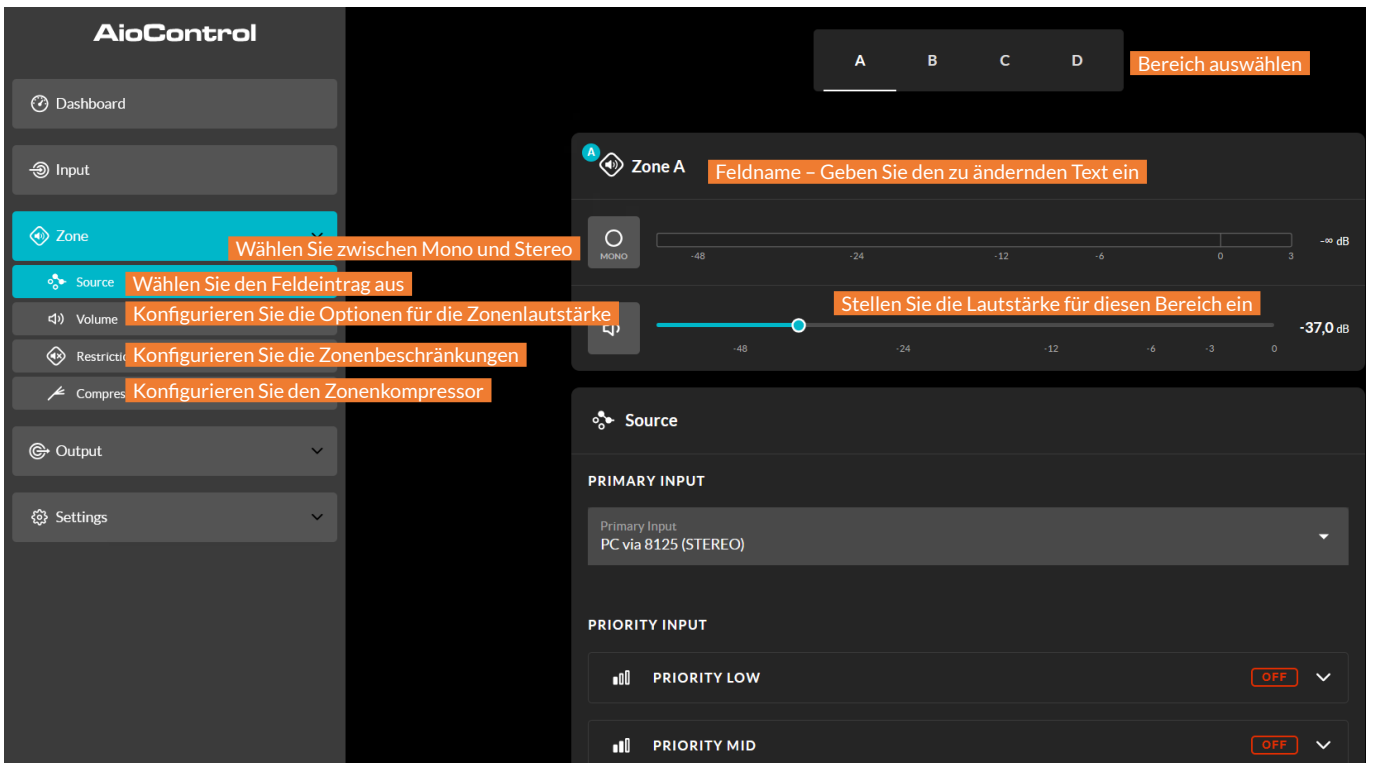 AioControl
Dashboard
Input
Zone
Wählen Sie zwischen Mono und Stereo
Source
Wählen Sie den Feldeintrag aus
Volume
Konfigurieren Sie die Optionen für die Zonenlautstärke
Konfigurieren Sie die Zonenbeschränkungen
Konfigurieren Sie den Zonenkompressor
Output
Settings
A B C D
Bereich auswählen
A
Zone A
Feldname – Geben Sie den zu ändernden Text ein
MONO
-∞ dB
-48 -24 -12 -6 0 3
Stellen Sie die Lautstärke für diesen Bereich ein
-37,0 dB
-48 -24 -12 -6 -3 0
Source
PRIMARY INPUT
Primary Input
PC via 8125 (STEREO)
PRIORITY INPUT
PRIORITY LOW OFF
PRIORITY MID OFF